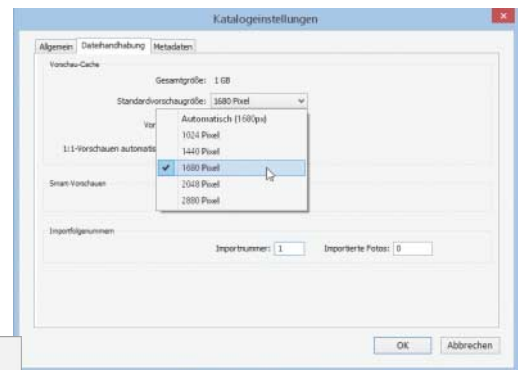 Katalogeinstellungen
Allgemein Dateihandhabung Metadaten
Vorschau-Cache
Gesamtgröße: 1 GB
Standardvorschaugröße: 1680 Pixel
Vor
Automatisch (1680px)
1024 Pixel
1:1-Vorschauen automatis
1440 Pixel
1680 Pixel
Smart-Vorschauen
2048 Pixel
2880 Pixel
Importfolgenummern
Importnummer: 1 Importierte Fotos: 0
OK Abbrechen